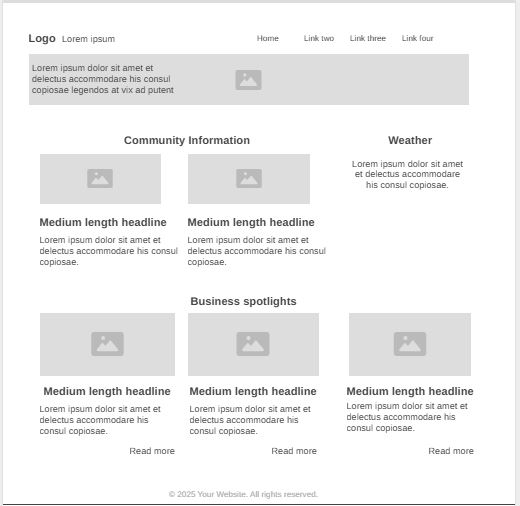 Logo Lorem ipsum
Home Link two Link three Link four
Lorem ipsum dolor sit amet et
delectus accommodare his consul
copiosae legendos at vix ad putent
Community Information
Weather
Lorem ipsum dolor sit amet
et delectus accommodare
his consul copiosae.
Medium length headline
Lorem ipsum dolor sit amet et
delectus accommodare his consul
copiosae.
Medium length headline
Lorem ipsum dolor sit amet et
delectus accommodare his consul
copiosae.
Business spotlights
Medium length headline
Lorem ipsum dolor sit amet et
delectus accommodare his
consul copiosae.
Read more
Medium length headline
Lorem ipsum dolor sit amet et
delectus accommodare his
consul copiosae.
Read more
Medium length headline
Lorem ipsum dolor sit amet et
delectus accommodare his
consul copiosae.
Read more
© 2025 Your Website. All rights reserved.